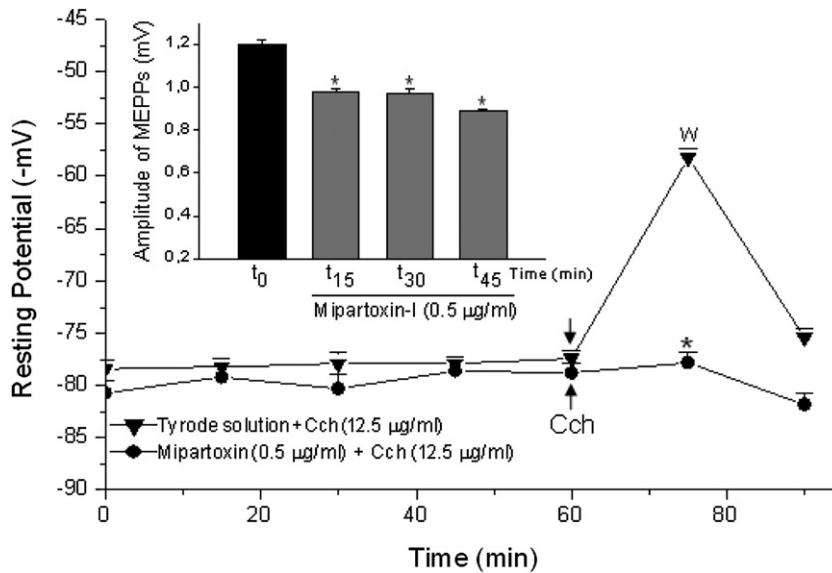 Resting Potential (-mV)
-45
-50
-55
-60
-65
-70
-75
-80
-85
-90
Amplitude of MEPPs (mV)
1,2
1,0
0,8
0,6
0,4
0,2
*
*
*
t0 t15 t30 t45 Time (min)
Mipartoxin-I (0.5 µg/ml)
W
*
Cch
Tyrode solution + Cch (12.5 µg/ml)
Mipartoxin (0.5 µg/ml) + Cch (12.5 µg/ml)
0 20 40 60 80
Time (min)